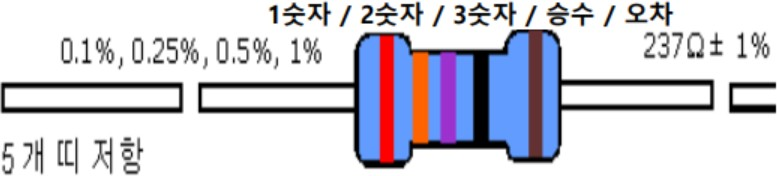 1숫자 / 2숫자 / 3숫자 / 승수 / 오차
0.1%, 0.25%, 0.5%, 1%
237Ω± 1%
5개 띠 저항